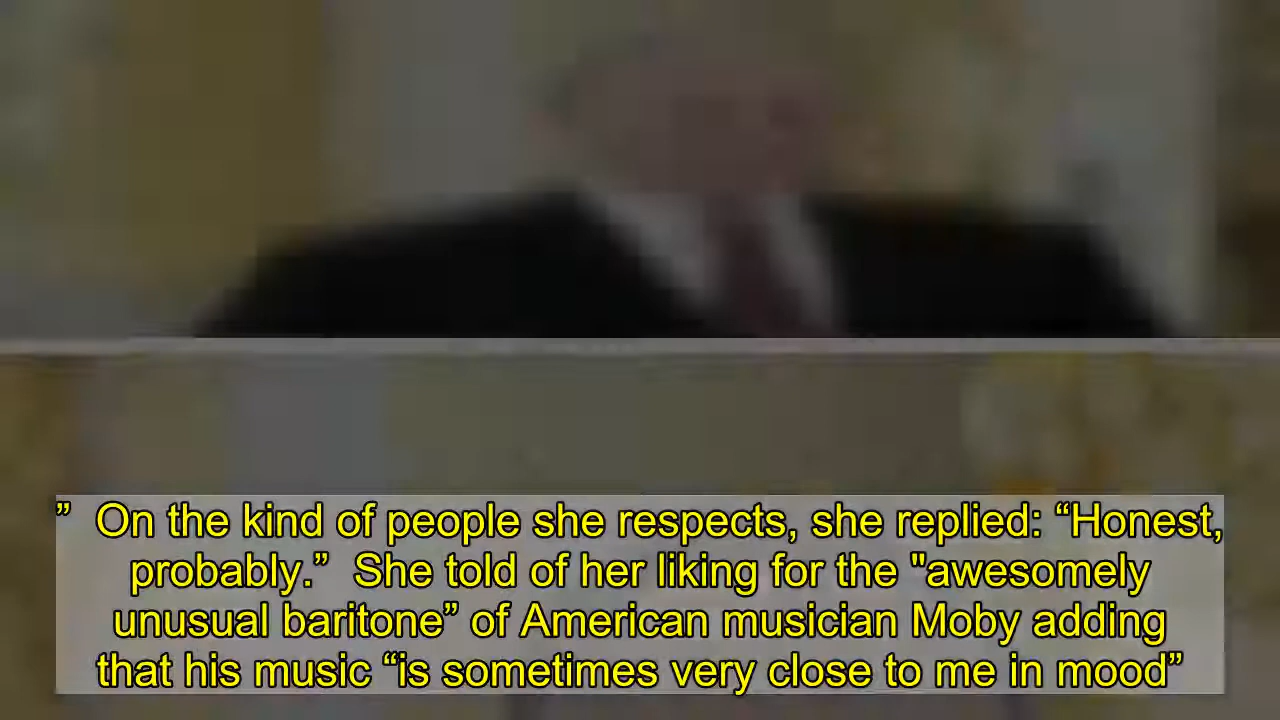 ”  On the kind of people she respects, she replied: “Honest,
probably.”  She told of her liking for the "awesomely
unusual baritone” of American musician Moby adding
that his music “is sometimes very close to me in mood”